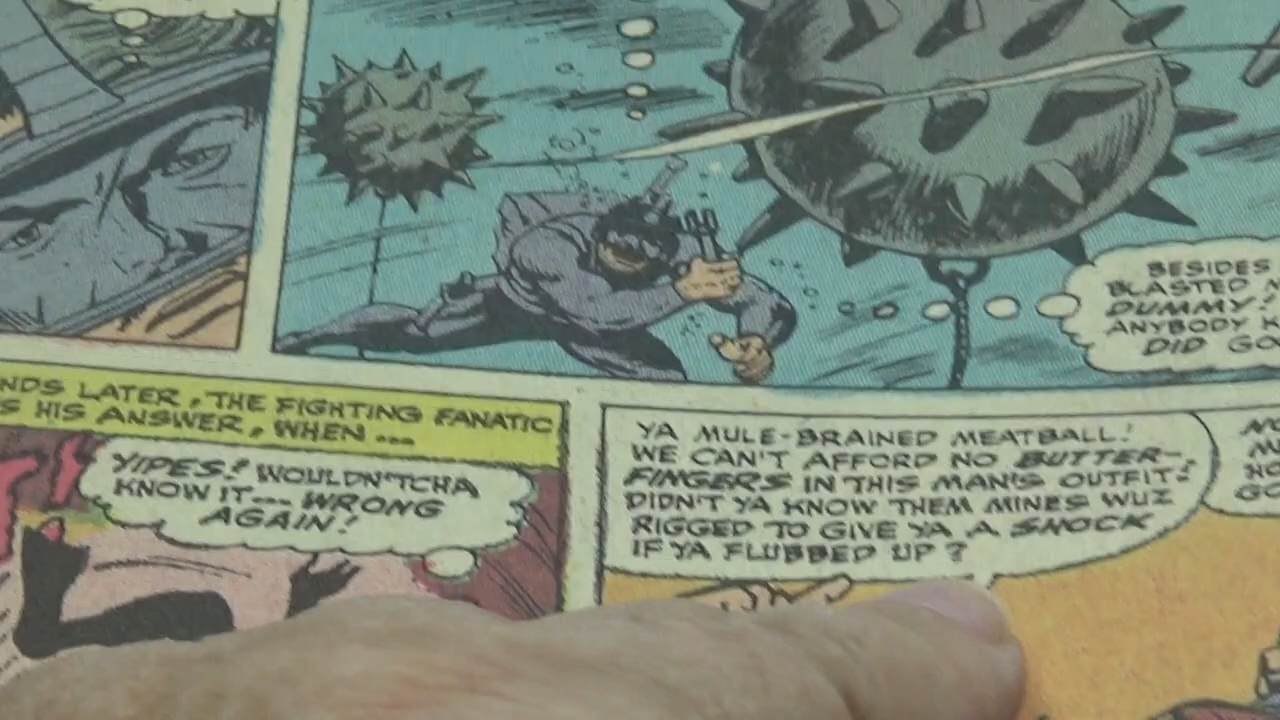 BESIDES
BLASTED
DUMMY!
ANYBODY
DID
LATER, THE FIGHTING FANATIC
HIS ANSWER, WHEN ...
YIPES! WOULDN'TCHA
KNOW IT--- WRONG
AGAIN!
YA MULE-BRAINED MEATBALL!
WE CAN'T AFFORD NO BUTTER-
FINGERS IN THIS MAN'S OUTFIT!
DIDN'T YA KNOW THEM MINES WUZ
RIGGED TO GIVE YA A SHOCK
IF YA FLUBBED UP?